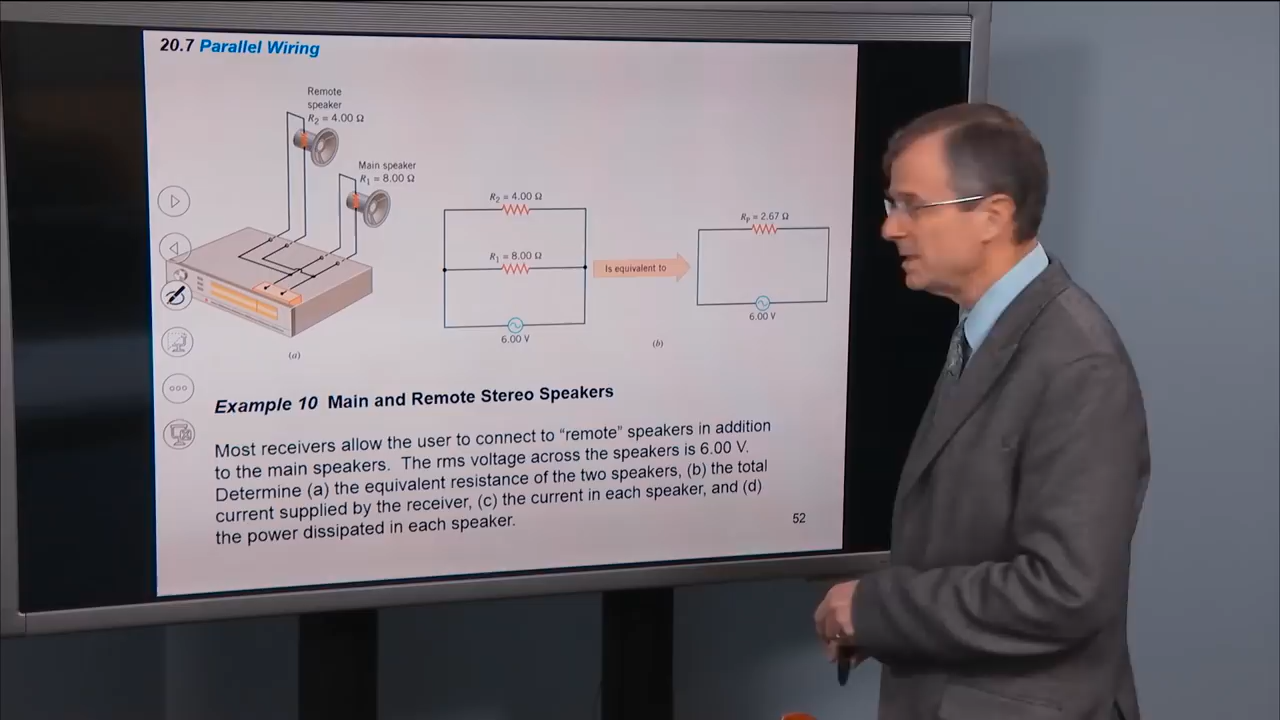 20.7 Parallel Wiring
Remote
speaker
R₂ = 4.00 Ω
Main speaker
R₁ = 8.00 Ω
R₂ = 4.00 Ω
R₁ = 8.00 Ω
6.00 V
Is equivalent to
Rₚ = 2.67 Ω
6.00 V
(a)
(b)
Example 10 Main and Remote Stereo Speakers
Most receivers allow the user to connect to “remote” speakers in addition
to the main speakers. The rms voltage across the speakers is 6.00 V.
Determine (a) the equivalent resistance of the two speakers, (b) the total
current supplied by the receiver, (c) the current in each speaker, and (d)
the power dissipated in each speaker.
52